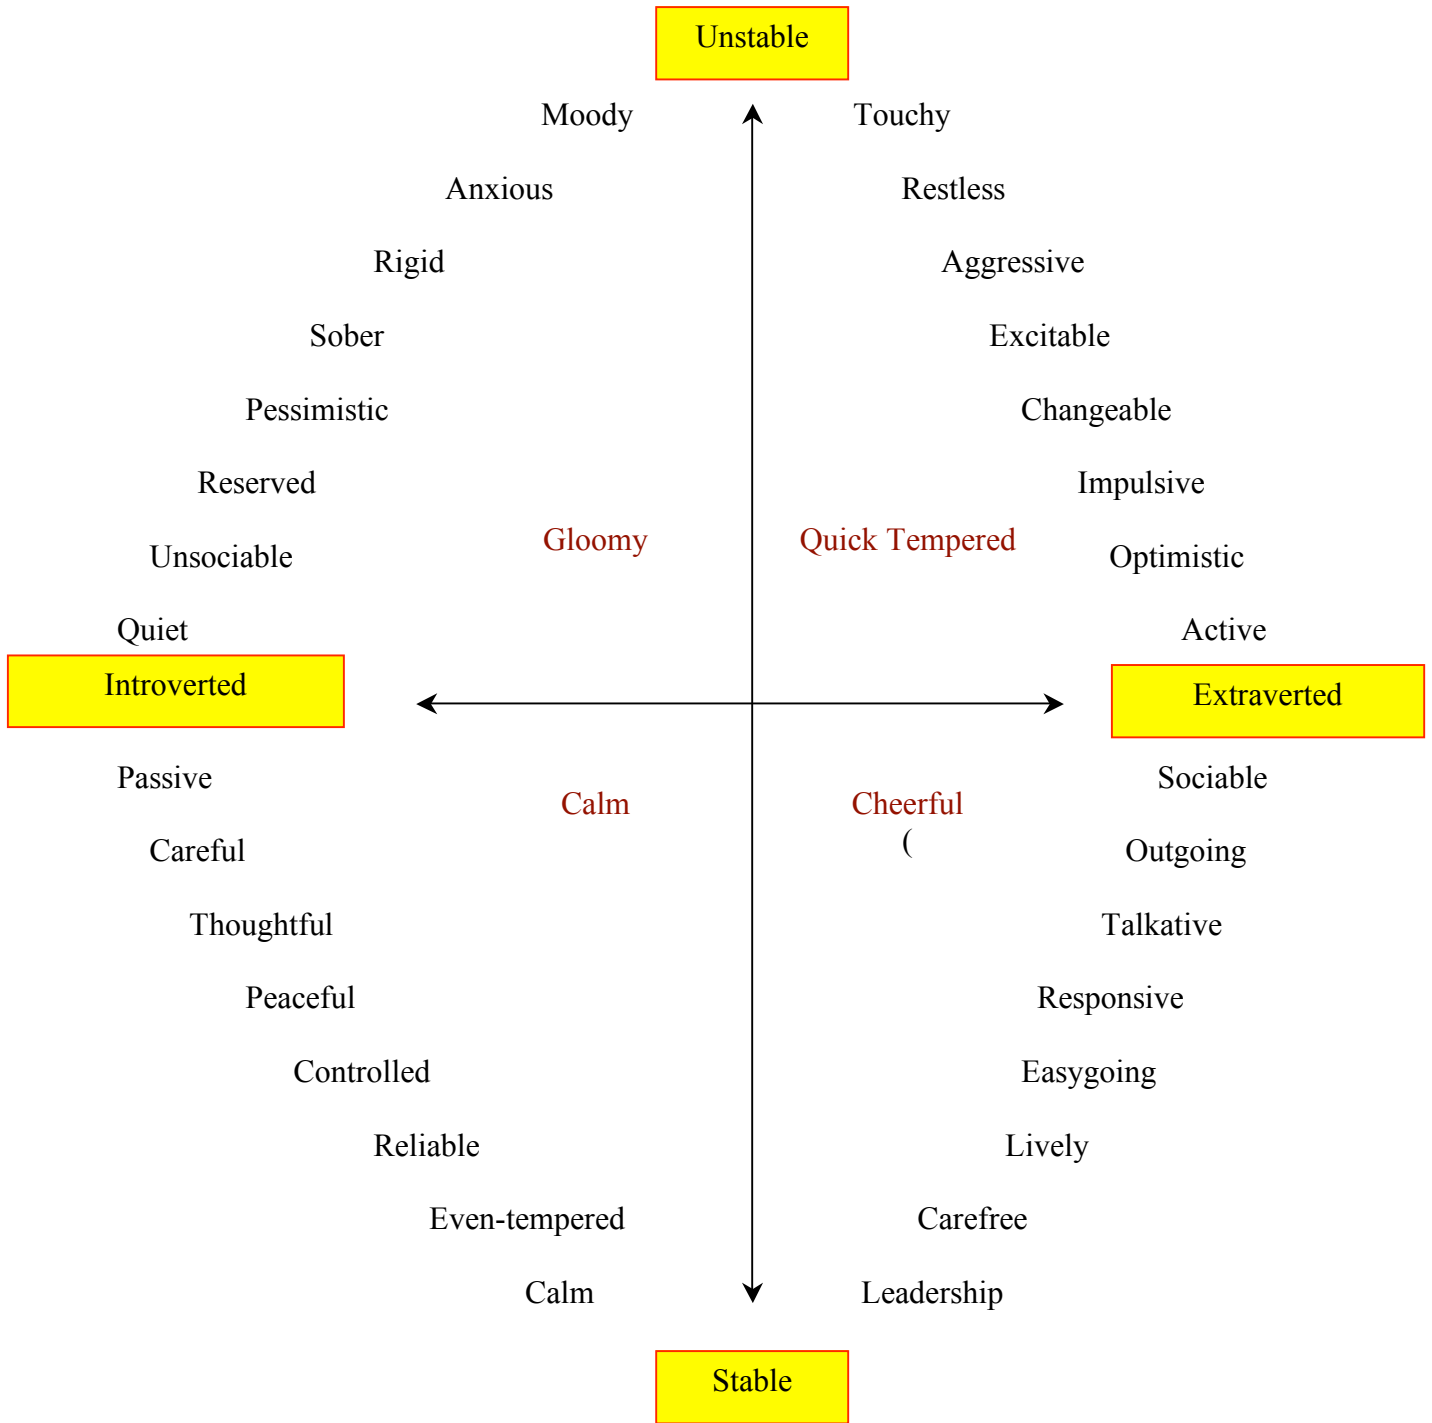 Unstable
Moody Touchy
Anxious Restless
Rigid Aggressive
Sober Excitable
Pessimistic Changeable
Reserved Impulsive
Gloomy Quick Tempered
Unsociable Optimistic
Quiet Active
Introverted Extraverted
Passive Sociable
Calm Cheerful
(
Careful Outgoing
Thoughtful Talkative
Peaceful Responsive
Controlled Easygoing
Reliable Lively
Even-tempered Carefree
Calm Leadership
Stable